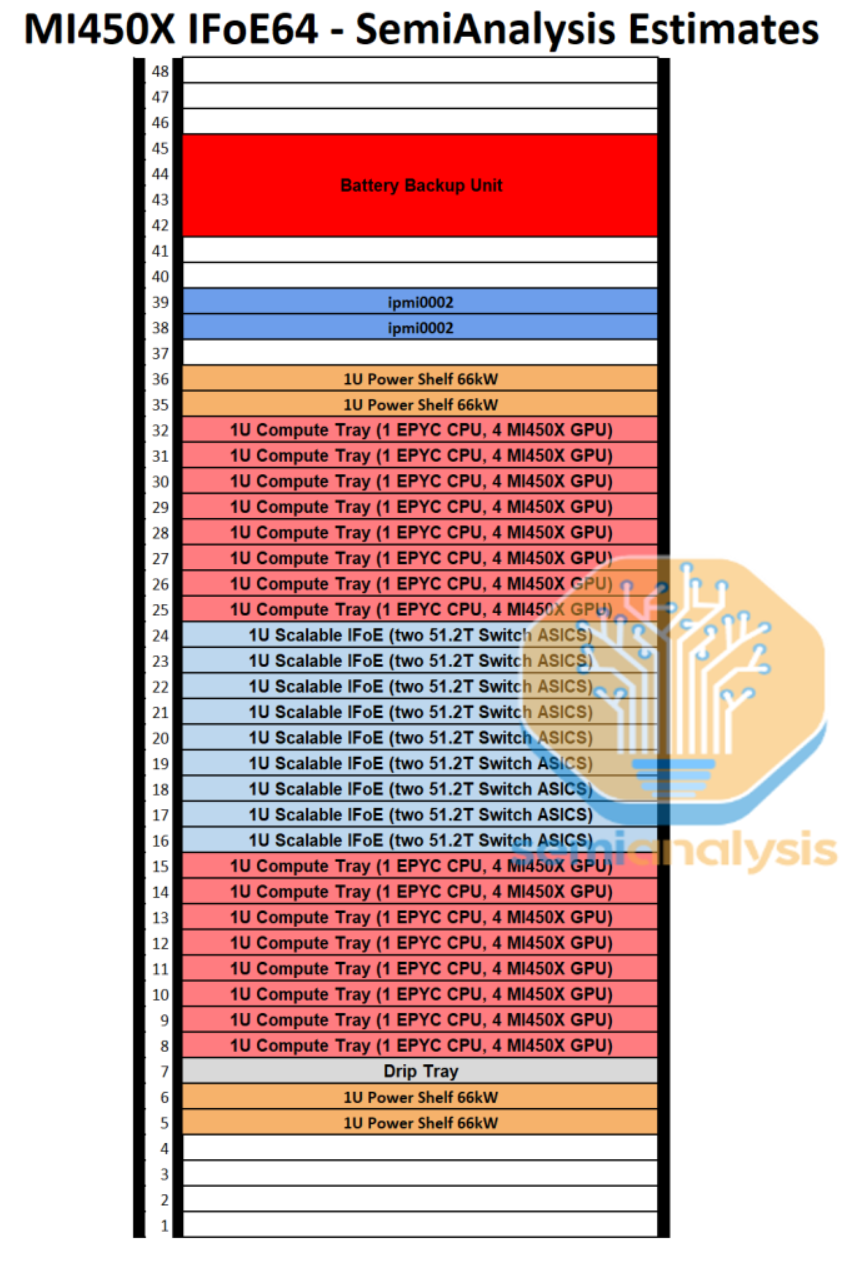 MI450X IFoE64 - SemiAnalysis Estimates
48
47
46
45
44
Battery Backup Unit
43
42
41
40
39 ipmi0002
38 ipmi0002
37
36 1U Power Shelf 66kW
35 1U Power Shelf 66kW
32 1U Compute Tray (1 EPYC CPU, 4 MI450X GPU)
31 1U Compute Tray (1 EPYC CPU, 4 MI450X GPU)
30 1U Compute Tray (1 EPYC CPU, 4 MI450X GPU)
29 1U Compute Tray (1 EPYC CPU, 4 MI450X GPU)
28 1U Compute Tray (1 EPYC CPU, 4 MI450X GPU)
27 1U Compute Tray (1 EPYC CPU, 4 MI450X GPU)
26 1U Compute Tray (1 EPYC CPU, 4 MI450X GPU)
25 1U Compute Tray (1 EPYC CPU, 4 MI450X GPU)
24 1U Scalable IFoE (two 51.2T Switch ASICS)
23 1U Scalable IFoE (two 51.2T Switch ASICS)
22 1U Scalable IFoE (two 51.2T Switch ASICS)
21 1U Scalable IFoE (two 51.2T Switch ASICS)
20 1U Scalable IFoE (two 51.2T Switch ASICS)
19 1U Scalable IFoE (two 51.2T Switch ASICS)
18 1U Scalable IFoE (two 51.2T Switch ASICS)
17 1U Scalable IFoE (two 51.2T Switch ASICS)
16 1U Scalable IFoE (two 51.2T Switch ASICS)
semianalysis
15 1U Compute Tray (1 EPYC CPU, 4 MI450X GPU)
14 1U Compute Tray (1 EPYC CPU, 4 MI450X GPU)
13 1U Compute Tray (1 EPYC CPU, 4 MI450X GPU)
12 1U Compute Tray (1 EPYC CPU, 4 MI450X GPU)
11 1U Compute Tray (1 EPYC CPU, 4 MI450X GPU)
10 1U Compute Tray (1 EPYC CPU, 4 MI450X GPU)
9 1U Compute Tray (1 EPYC CPU, 4 MI450X GPU)
8 1U Compute Tray (1 EPYC CPU, 4 MI450X GPU)
7 Drip Tray
6 1U Power Shelf 66kW
5 1U Power Shelf 66kW
4
3
2
1